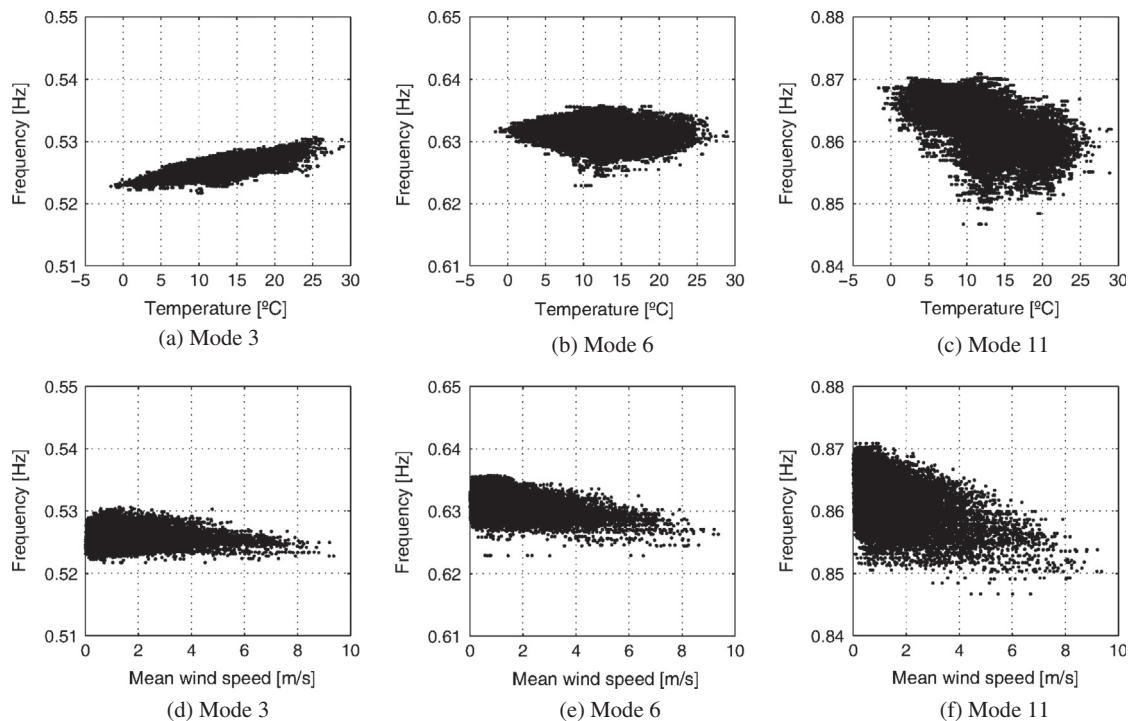 0.55 0.54 0.53 0.52 0.51
Frequency [Hz]
−5 0 5 10 15 20 25 30
Temperature [ºC]
(a) Mode 3
0.65 0.64 0.63 0.62 0.61
Frequency [Hz]
−5 0 5 10 15 20 25 30
Temperature [ºC]
(b) Mode 6
0.88 0.87 0.86 0.85 0.84
Frequency [Hz]
−5 0 5 10 15 20 25 30
Temperature [ºC]
(c) Mode 11
0.55 0.54 0.53 0.52 0.51
Frequency [Hz]
0 2 4 6 8 10
Mean wind speed [m/s]
(d) Mode 3
0.65 0.64 0.63 0.62 0.61
Frequency [Hz]
0 2 4 6 8 10
Mean wind speed [m/s]
(e) Mode 6
0.88 0.87 0.86 0.85 0.84
Frequency [Hz]
0 2 4 6 8 10
Mean wind speed [m/s]
(f) Mode 11